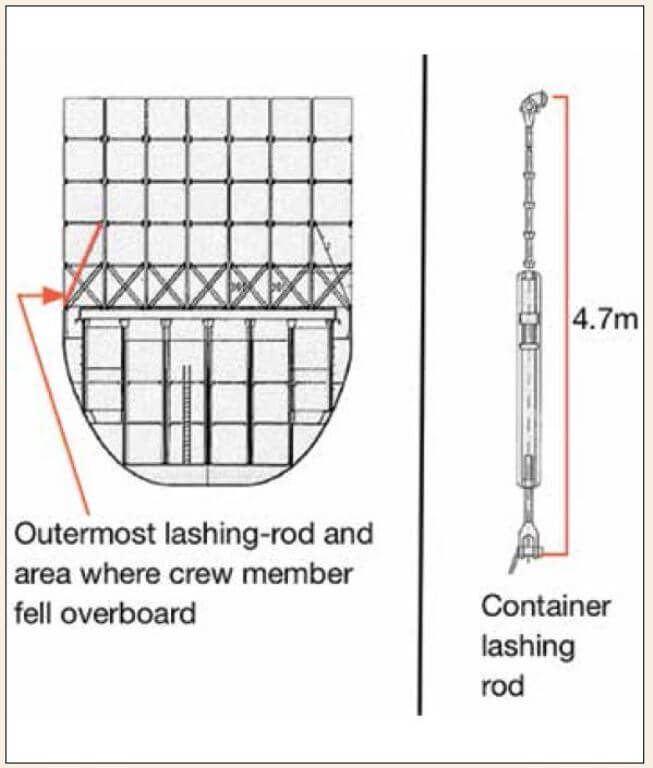 Outermost lashing-rod and
area where crew member
fell overboard
4.7m
Container
lashing
rod